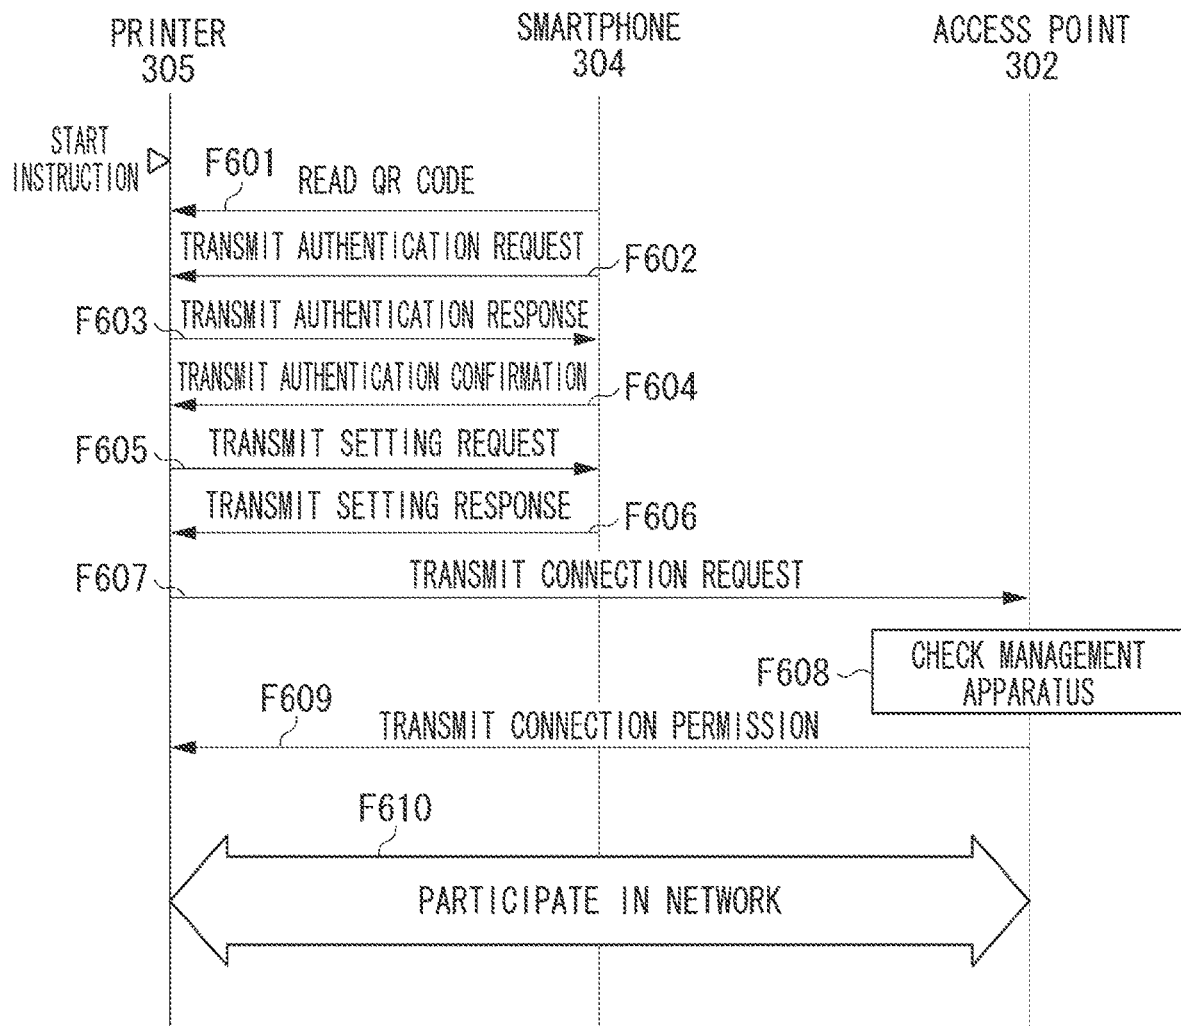 PRINTER
305
SMARTPHONE
304
ACCESS POINT
302
START
INSTRUCTION
F601
READ QR CODE
TRANSMIT AUTHENTICATION REQUEST
F602
F603
TRANSMIT AUTHENTICATION RESPONSE
TRANSMIT AUTHENTICATION CONFIRMATION
F604
F605
TRANSMIT SETTING REQUEST
TRANSMIT SETTING RESPONSE
F606
F607
TRANSMIT CONNECTION REQUEST
F608
CHECK MANAGEMENT
APPARATUS
F609
TRANSMIT CONNECTION PERMISSION
F610
PARTICIPATE IN NETWORK